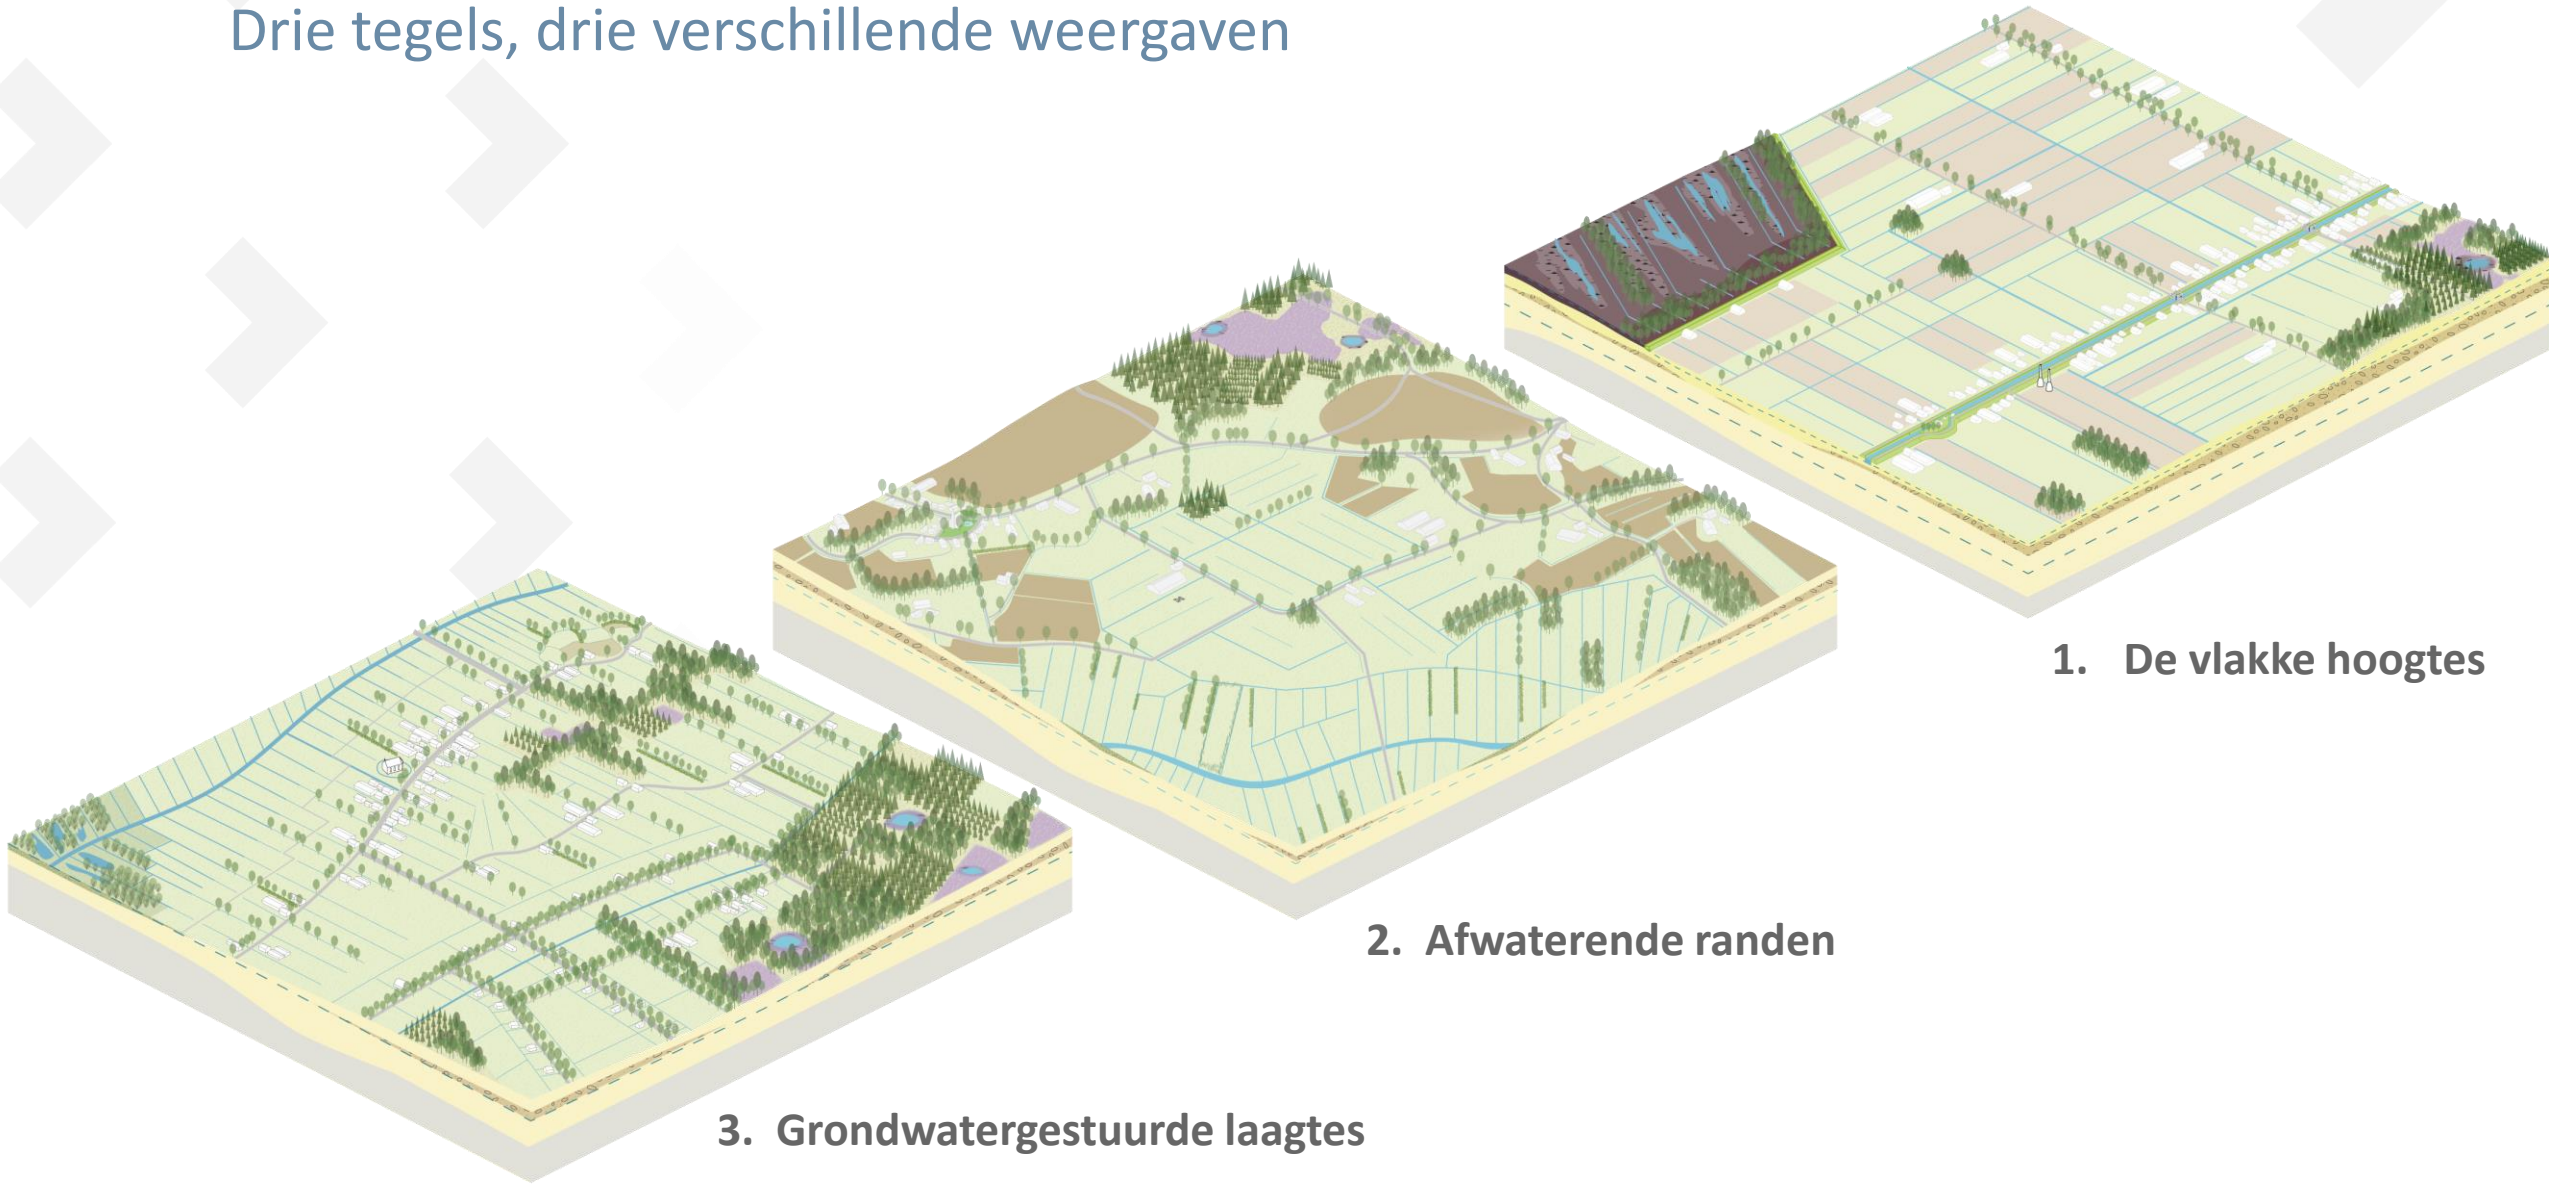 Drie tegels, drie verschillende weergaven
1. De vlakke hoogtes
2. Afwaterende randen
3. Grondwatergestuurde laagtes